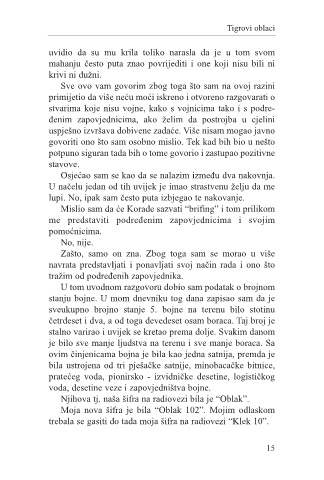 Tigrovi oblaci
uvidio da su mu krila toliko narasla da je u tom svom
mahanju često puta znao povrijediti i one koji nisu bili ni
krivi ni dužni.
Sve ovo vam govorim zbog toga što sam na ovoj razini
primijetio da više neću moći iskreno i otvoreno razgovarati o
stvarima koje nisu vojne, kako s vojnicima tako i s podre-
đenim zapovjednicima, ako želim da postrojba u cjelini
uspješno izvršava dobivene zadaće. Više nisam mogao javno
govoriti ono što sam osobno mislio. Tek kad bih bio u nešto
potpuno siguran tada bih o tome govorio i zastupao pozitivne
stavove.
Osjećao sam se kao da se nalazim između dva nakovnja.
U načelu jedan od tih uvijek je imao strastvenu želju da me
lupi. No, ipak sam često puta izbjegao te nakovanje.
Mislio sam da će Korade sazvati “brifing” i tom prilikom
me predstaviti podređenim zapovjednicima i svojim
pomoćnicima.
No, nije.
Zašto, samo on zna. Zbog toga sam se morao u više
navrata predstavljati i ponavljati svoj način rada i ono što
tražim od podređenih zapovjednika.
U tom uvodnom razgovoru dobio sam podatak o brojnom
stanju bojne. U mom dnevniku tog dana zapisao sam da je
sveukupno brojno stanje 5. bojne na terenu bilo stotinu
četrdeset i dva, a od toga devedeset osam boraca. Taj broj je
stalno varirao i uvijek se kretao prema dolje. Svakim danom
je bilo sve manje ljudstva na terenu i sve manje boraca. Sa
ovim činjenicama bojna je bila kao jedna satnija, premda je
bila ustrojena od tri pješačke satnije, minobacačke bitnice,
pratećeg voda, pionirsko - izvidničke desetine, logističkog
voda, desetine veze i zapovjedništva bojne.
Njihova tj. naša šifra na radiovezi bila je “Oblak”.
Moja nova šifra je bila “Oblak 102”. Mojim odlaskom
trebala se gasiti do tada moja šifra na radiovezi “Klek 10”.
15